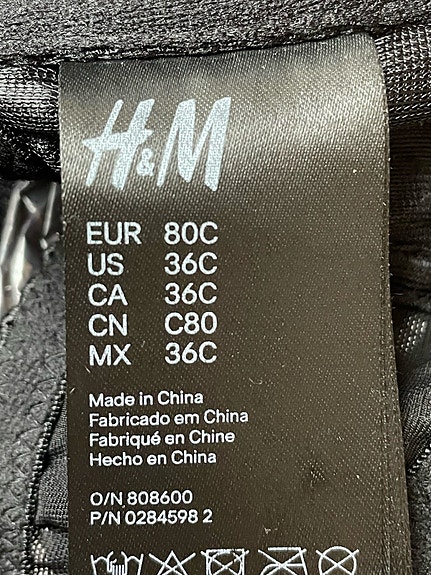 H&M
EUR 80C
US 36C
CA 36C
CN C80
MX 36C
Made in China
Fabricado em China
Fabriqué en Chine
Hecho en China
O/N 808600
P/N 0284598 2